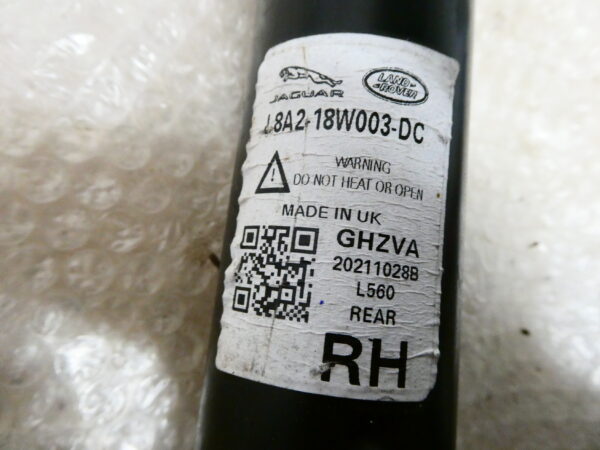 JAGUAR
LAND-
-ROVER
L8A2-18W003-DC
WARNING
DO NOT HEAT OR OPEN
MADE IN UK
GHZVA
20211028B
L560
REAR
RH